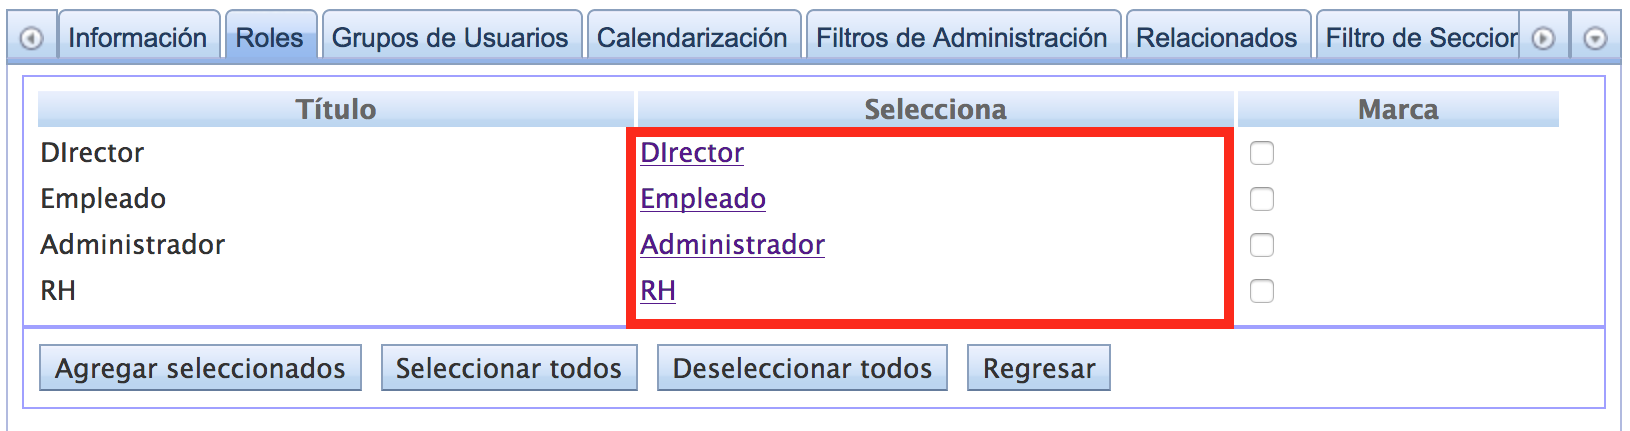 Información Roles Grupos de Usuarios Calendarización Filtros de Administración Relacionados Filtro de Seccion
Título Selecciona Marca
DIrector DIrector
Empleado Empleado
Administrador Administrador
RH RH
Agregar seleccionados Seleccionar todos Deseleccionar todos Regresar